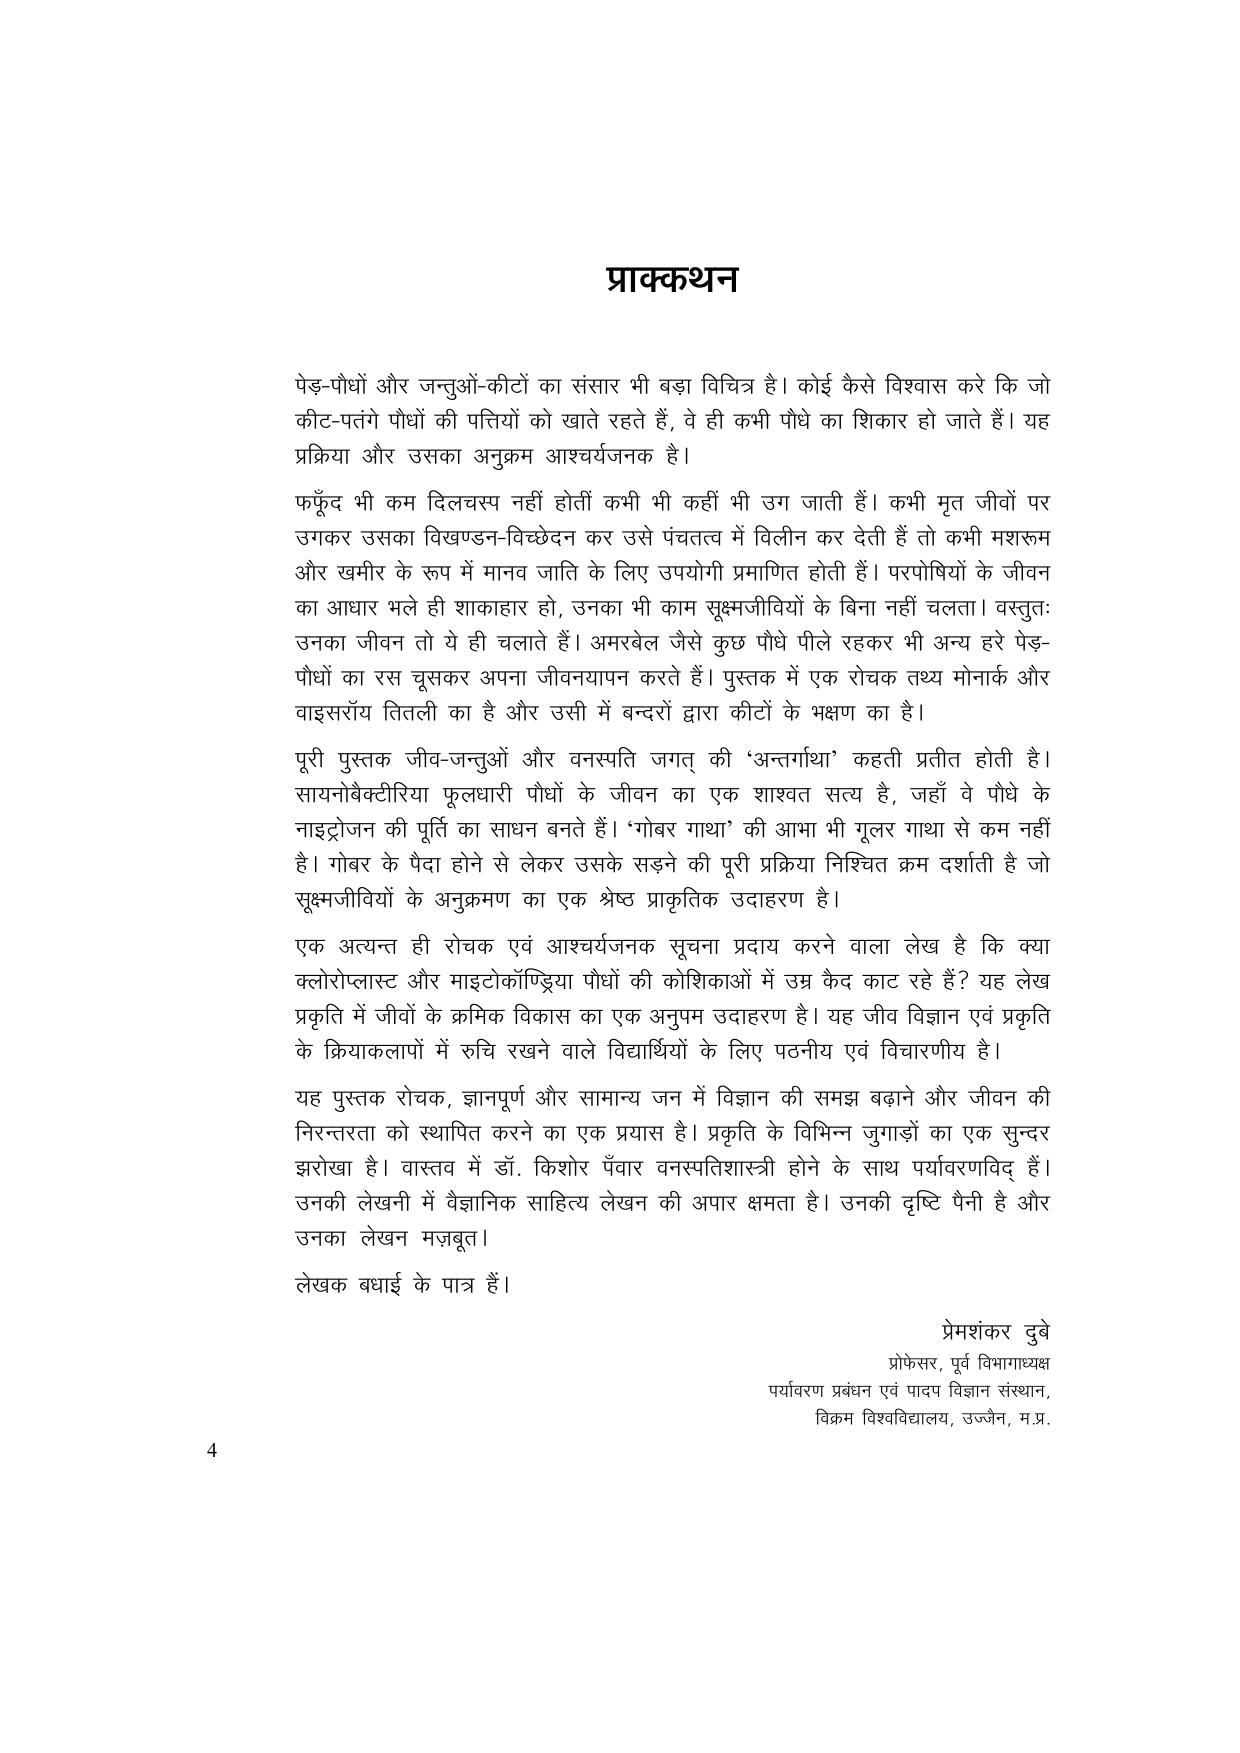 प्राक्कथन
पेड़-पौधों और जन्तुओं-कीटों का संसार भी बड़ा विचित्र है। कोई कैसे विश्वास करे कि जो
कीट-पतंगे पौधों की पत्तियों को खाते रहते हैं, वे ही कभी पौधे का शिकार हो जाते हैं। यह
प्रक्रिया और उसका अनुक्रम आश्चर्यजनक है।
फफूँद भी कम दिलचस्प नहीं होतीं कभी भी कहीं भी उग जाती हैं। कभी मृत जीवों पर
उगकर उसका विखण्डन-विच्छेदन कर उसे पंचतत्व में विलीन कर देती हैं तो कभी मशरूम
और खमीर के रूप में मानव जाति के लिए उपयोगी प्रमाणित होती हैं। परपोषियों के जीवन
का आधार भले ही शाकाहार हो, उनका भी काम सूक्ष्मजीवियों के बिना नहीं चलता। वस्तुतः
उनका जीवन तो ये ही चलाते हैं। अमरबेल जैसे कुछ पौधे पीले रहकर भी अन्य हरे पेड़-
पौधों का रस चूसकर अपना जीवनयापन करते हैं। पुस्तक में एक रोचक तथ्य मोनार्क और
वाइसरॉय तितली का है और उसी में बन्दरों द्वारा कीटों के भक्षण का है।
पूरी पुस्तक जीव-जन्तुओं और वनस्पति जगत् की ‘अन्तर्गाथा’ कहती प्रतीत होती है।
सायनोबैक्टीरिया फूलधारी पौधों के जीवन का एक शाश्वत सत्य है, जहाँ वे पौधे के
नाइट्रोजन की पूर्ति का साधन बनते हैं। ‘गोबर गाथा’ की आभा भी गूलर गाथा से कम नहीं
है। गोबर के पैदा होने से लेकर उसके सड़ने की पूरी प्रक्रिया निश्चित क्रम दर्शाती है जो
सूक्ष्मजीवियों के अनुक्रमण का एक श्रेष्ठ प्राकृतिक उदाहरण है।
एक अत्यन्त ही रोचक एवं आश्चर्यजनक सूचना प्रदाय करने वाला लेख है कि क्या
क्लोरोप्लास्ट और माइटोकॉण्ड्रिया पौधों की कोशिकाओं में उम्र कैद काट रहे हैं? यह लेख
प्रकृति में जीवों के क्रमिक विकास का एक अनुपम उदाहरण है। यह जीव विज्ञान एवं प्रकृति
के क्रियाकलापों में रुचि रखने वाले विद्यार्थियों के लिए पठनीय एवं विचारणीय है।
यह पुस्तक रोचक, ज्ञानपूर्ण और सामान्य जन में विज्ञान की समझ बढ़ाने और जीवन की
निरन्तरता को स्थापित करने का एक प्रयास है। प्रकृति के विभिन्न जुगाड़ों का एक सुन्दर
झरोखा है। वास्तव में डॉ. किशोर पँवार वनस्पतिशास्त्री होने के साथ पर्यावरणविद् हैं।
उनकी लेखनी में वैज्ञानिक साहित्य लेखन की अपार क्षमता है। उनकी दृष्टि पैनी है और
उनका लेखन मज़बूत।
लेखक बधाई के पात्र हैं।
प्रेमशंकर दुबे
प्रोफेसर, पूर्व विभागाध्यक्ष
पर्यावरण प्रबंधन एवं पादप विज्ञान संस्थान,
विक्रम विश्वविद्यालय, उज्जैन, म.प्र.
4